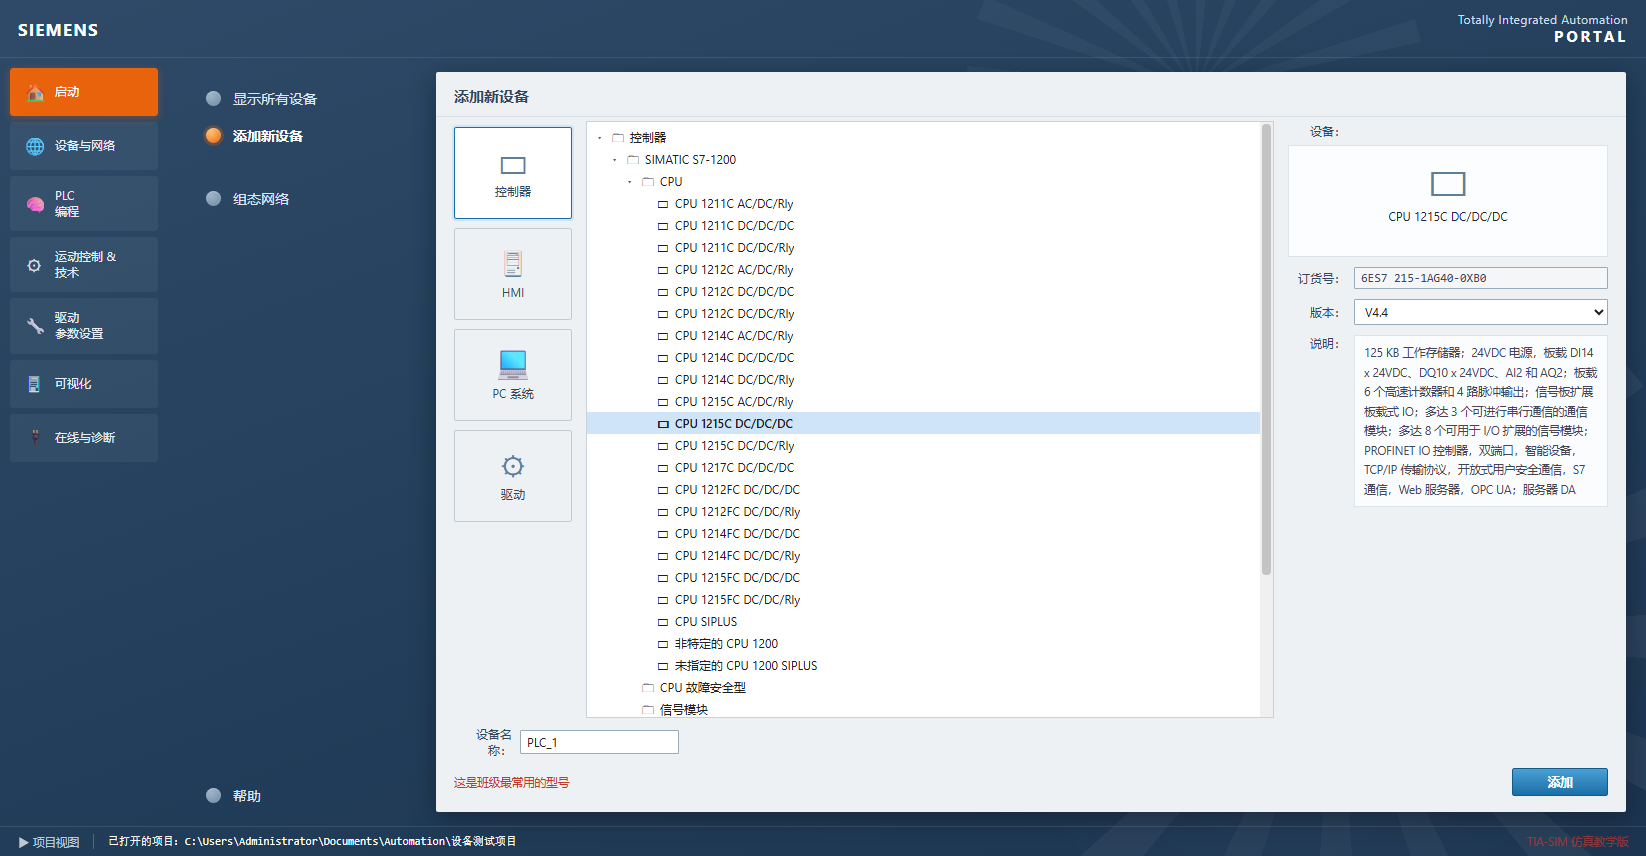 SIEMENS
Totally Integrated Automation
PORTAL
启动
设备与网络
PLC
编程
运动控制 &
技术
驱动
参数设置
可视化
在线与诊断
显示所有设备
添加新设备
组态网络
帮助
添加新设备
控制器
HMI
PC 系统
驱动
控制器
SIMATIC S7-1200
CPU
CPU 1211C AC/DC/Rly
CPU 1211C DC/DC/DC
CPU 1211C DC/DC/Rly
CPU 1212C AC/DC/Rly
CPU 1212C DC/DC/DC
CPU 1212C DC/DC/Rly
CPU 1214C AC/DC/Rly
CPU 1214C DC/DC/DC
CPU 1214C DC/DC/Rly
CPU 1215C AC/DC/Rly
CPU 1215C DC/DC/DC
CPU 1215C DC/DC/Rly
CPU 1217C DC/DC/DC
CPU 1212FC DC/DC/DC
CPU 1212FC DC/DC/Rly
CPU 1214FC DC/DC/DC
CPU 1214FC DC/DC/Rly
CPU 1215FC DC/DC/DC
CPU 1215FC DC/DC/Rly
CPU SIPLUS
非特定的 CPU 1200
未指定的 CPU 1200 SIPLUS
CPU 故障安全型
信号模块
设备：
CPU 1215C DC/DC/DC
订货号： 6ES7 215-1AG40-0XB0
版本： V4.4
说明：
125 KB 工作存储器；24VDC 电源，板载 DI14
x 24VDC、DQ10 x 24VDC、AI2 和 AQ2；板载
6 个高速计数器和 4 路脉冲输出；信号板扩展
板载式 IO；多达 3 个可进行串行通信的通信
模块；多达 8 个可用于 I/O 扩展的信号模块；
PROFINET IO 控制器，双端口，智能设备，
TCP/IP 传输协议，开放式用户安全通信，S7
通信，Web 服务器，OPC UA；服务器 DA
设备名
称： PLC_1
这是班级最常用的型号
添加
▶ 项目视图
已打开的项目：C:\Users\Administrator\Documents\Automation\设备测试项目
TIA-SIM 仿真教学版